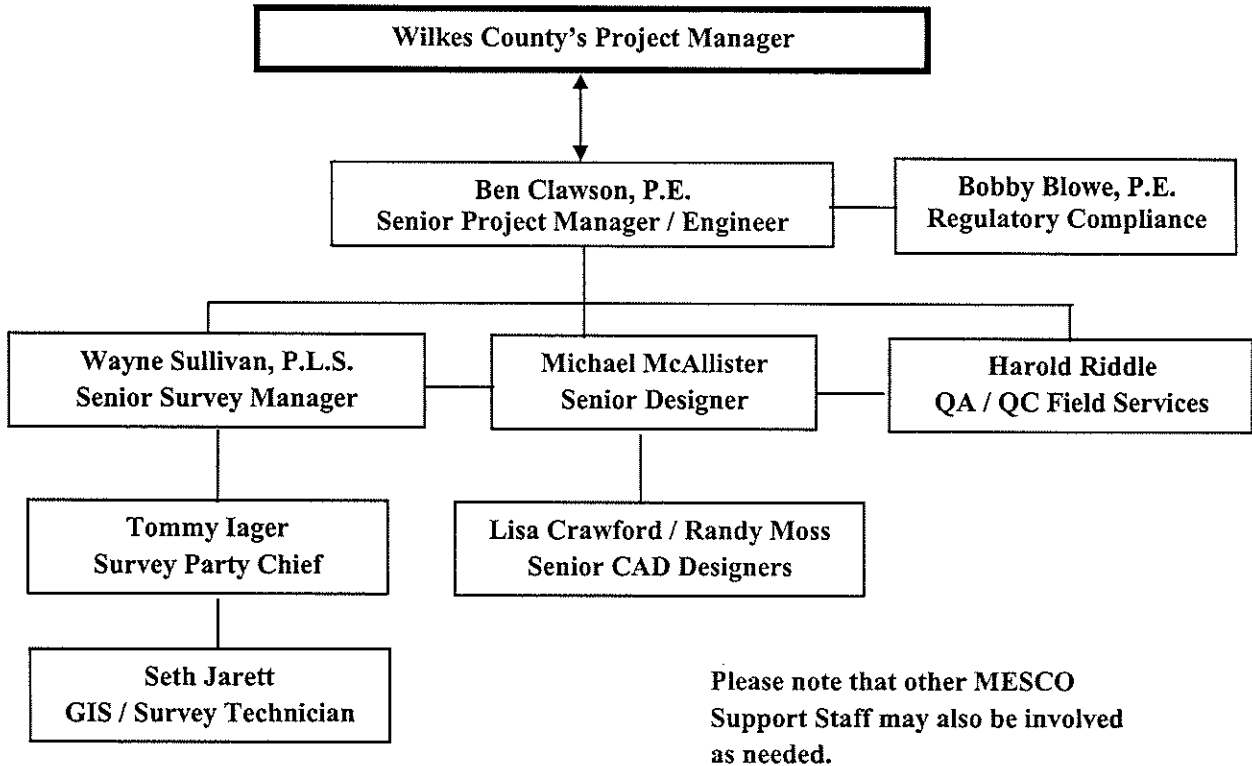 Wilkes County's Project Manager
Ben Clawson, P.E.
Senior Project Manager / Engineer
Bobby Blowe, P.E.
Regulatory Compliance
Wayne Sullivan, P.L.S.
Senior Survey Manager
Michael McAllister
Senior Designer
Harold Riddle
QA / QC Field Services
Tommy Iager
Survey Party Chief
Lisa Crawford / Randy Moss
Senior CAD Designers
Seth Jarett
GIS / Survey Technician
Please note that other MESCO
Support Staff may also be involved
as needed.